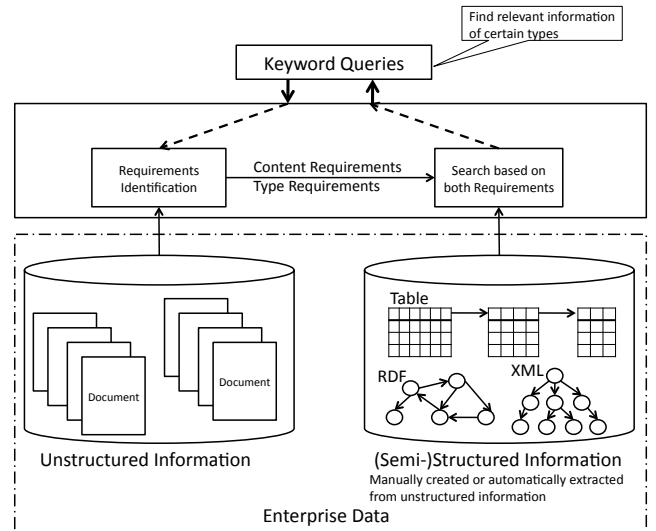 Find relevant information
of certain types
Keyword Queries
Requirements
Identification
Content Requirements
Type Requirements
Search based on
both Requirements
Table
RDF
XML
Document
Document
Unstructured Information
(Semi-)Structured Information
Manually created or automatically extracted
from unstructured information
Enterprise Data